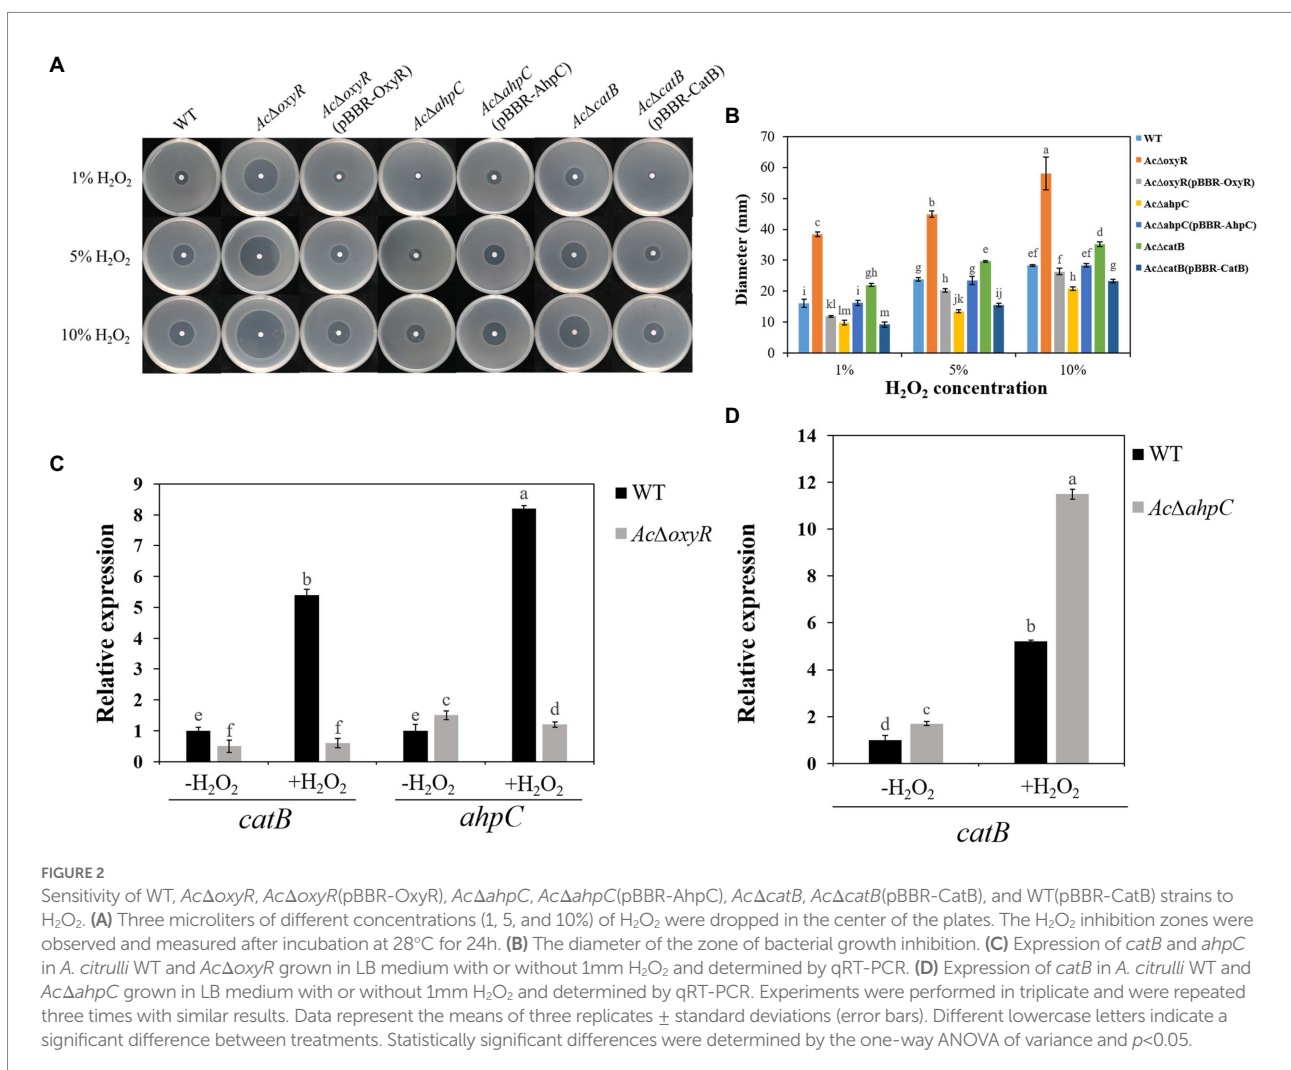 A
WT
AcΔoxyR
AcΔoxyR
(pBBR-OxyR)
AcΔahpC
AcΔahpC
(pBBR-AhpC)
AcΔcatB
AcΔcatB
(pBBR-CatB)
1% H₂O₂
5% H₂O₂
10% H₂O₂
B
70
60
50
40
30
20
10
0
Diameter (mm)
i c kl lm i gh m
g b h jk g e ij
ef a f h ef d g
1% 5% 10%
H₂O₂ concentration
WT
AcΔoxyR
AcΔoxyR(pBBR-OxyR)
AcΔahpC
AcΔahpC(pBBR-AhpC)
AcΔcatB
AcΔcatB(pBBR-CatB)
C
9
8
7
6
5
4
3
2
1
0
Relative expression
e f b f e c a d
-H₂O₂ +H₂O₂ -H₂O₂ +H₂O₂
catB ahpC
WT
AcΔoxyR
D
14
12
10
8
6
4
2
0
Relative expression
d c b a
-H₂O₂ +H₂O₂
catB
WT
AcΔahpC
FIGURE 2
Sensitivity of WT, AcΔoxyR, AcΔoxyR(pBBR-OxyR), AcΔahpC, AcΔahpC(pBBR-AhpC), AcΔcatB, AcΔcatB(pBBR-CatB), and WT(pBBR-CatB) strains to
H₂O₂. (A) Three microliters of different concentrations (1, 5, and 10%) of H₂O₂ were dropped in the center of the plates. The H₂O₂ inhibition zones were
observed and measured after incubation at 28°C for 24h. (B) The diameter of the zone of bacterial growth inhibition. (C) Expression of catB and ahpC
in A. citrulli WT and AcΔoxyR grown in LB medium with or without 1mm H₂O₂ and determined by qRT-PCR. (D) Expression of catB in A. citrulli WT and
AcΔahpC grown in LB medium with or without 1mm H₂O₂ and determined by qRT-PCR. Experiments were performed in triplicate and were repeated
three times with similar results. Data represent the means of three replicates ± standard deviations (error bars). Different lowercase letters indicate a
significant difference between treatments. Statistically significant differences were determined by the one-way ANOVA of variance and p<0.05.